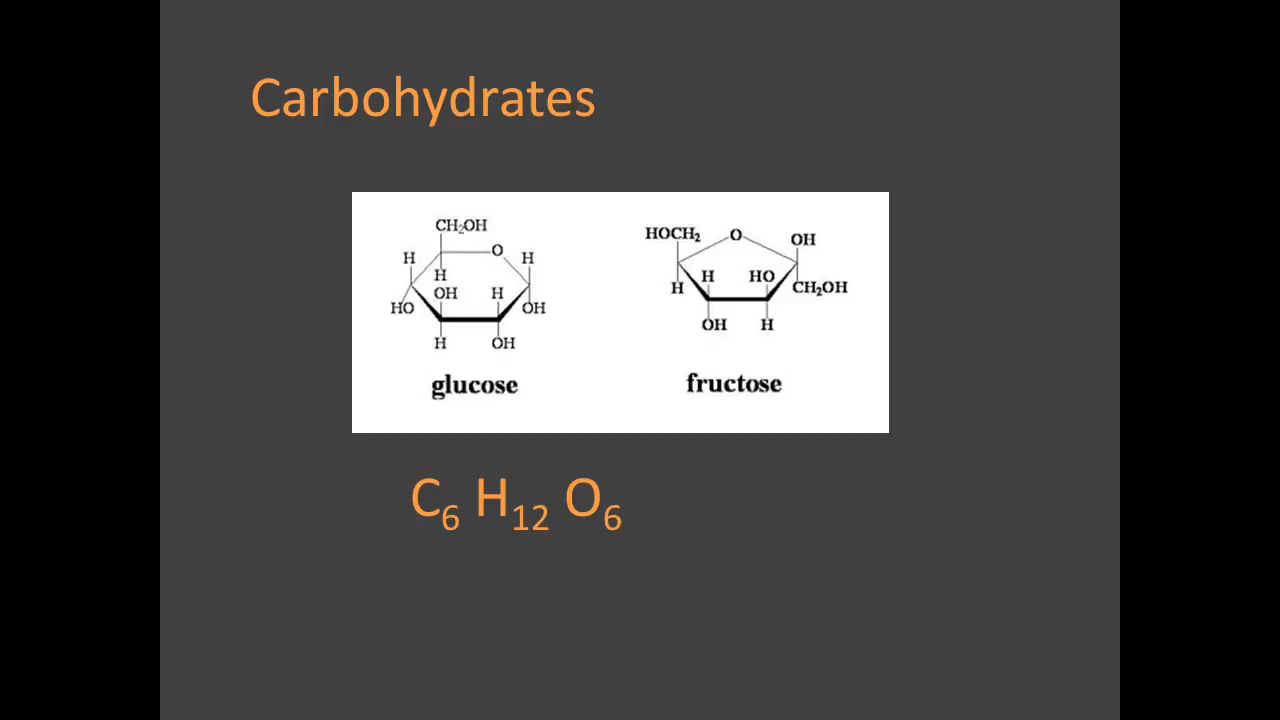 Carbohydrates
CH₂OH
O
H
H
H
OH
H
HO
OH
H
OH
glucose
HOCH₂
O
OH
H
HO
H
CH₂OH
OH
H
fructose
C₆ H₁₂ O₆